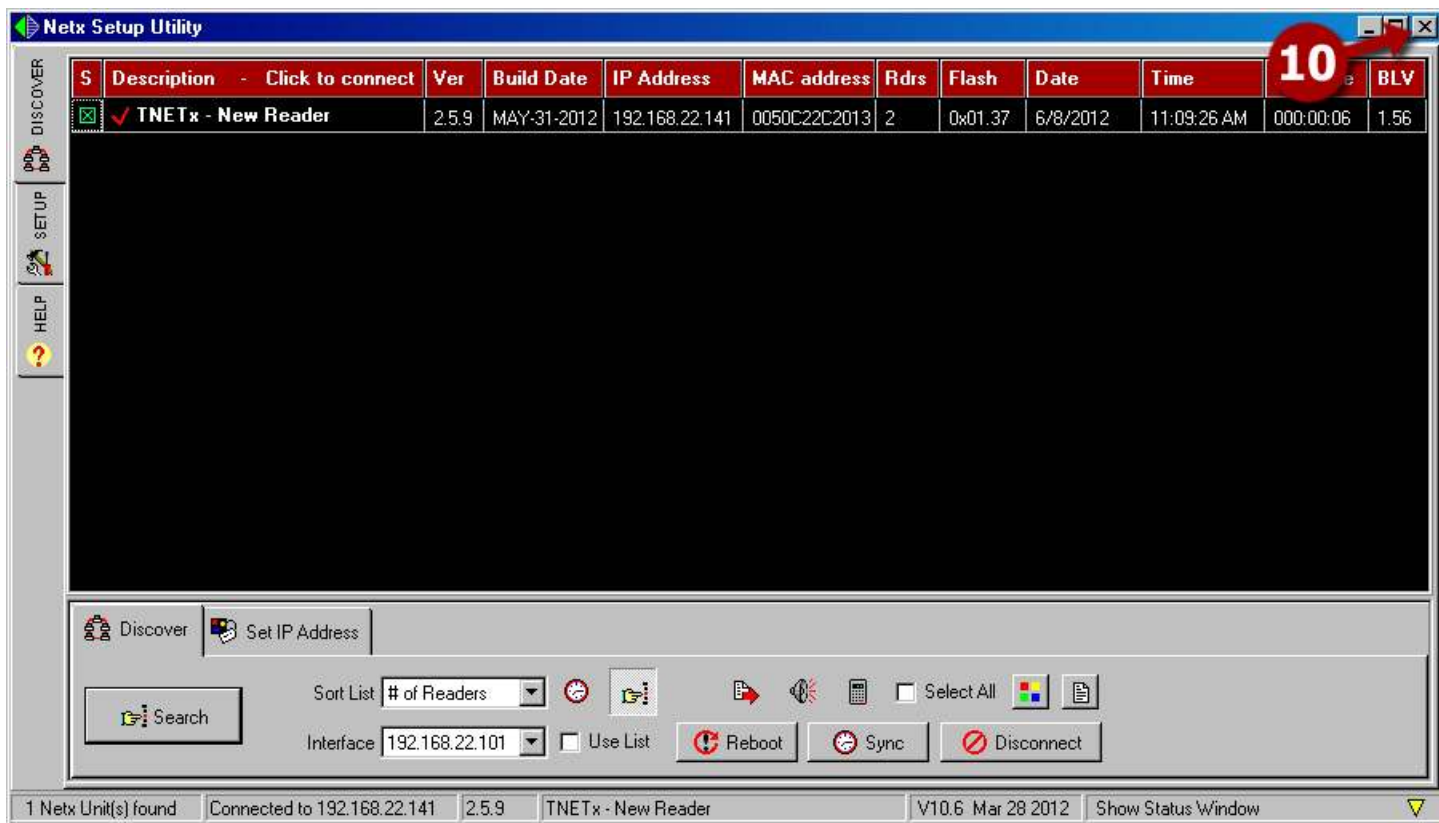 Netx Setup Utility
10
DISCOVER
SETUP
HELP
S Description - Click to connect Ver Build Date IP Address MAC address Rdrs Flash Date Time BLV
TNETx - New Reader 2.5.9 MAY-31-2012 192.168.22.141 0050C22C2013 2 0x01.37 6/8/2012 11:09:26 AM 000:00:06 1.56
Discover Set IP Address
Search
Sort List # of Readers
Select All
Interface 192.168.22.101 Use List Reboot Sync Disconnect
1 Netx Unit(s) found Connected to 192.168.22.141 2.5.9 TNETx - New Reader V10.6 Mar 28 2012 Show Status Window